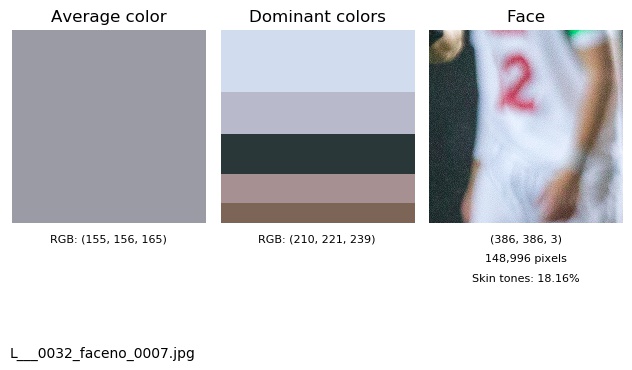 Average color
Dominant colors
Face
RGB: (155, 156, 165)
RGB: (210, 221, 239)
(386, 386, 3)
148,996 pixels
Skin tones: 18.16%
12
L___0032_faceno_0007.jpg